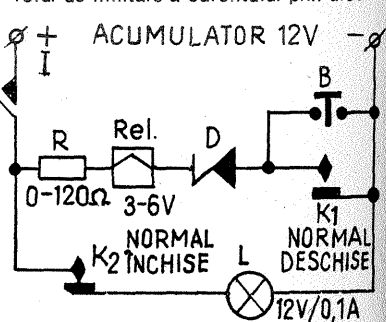 ACUMULATOR 12V
+
-
I
B
R
Rel.
D
0-120Ω
3-6V
K1
K2
NORMAL
ÎNCHISE
L
NORMAL
DESCHISE
12V/0,1A